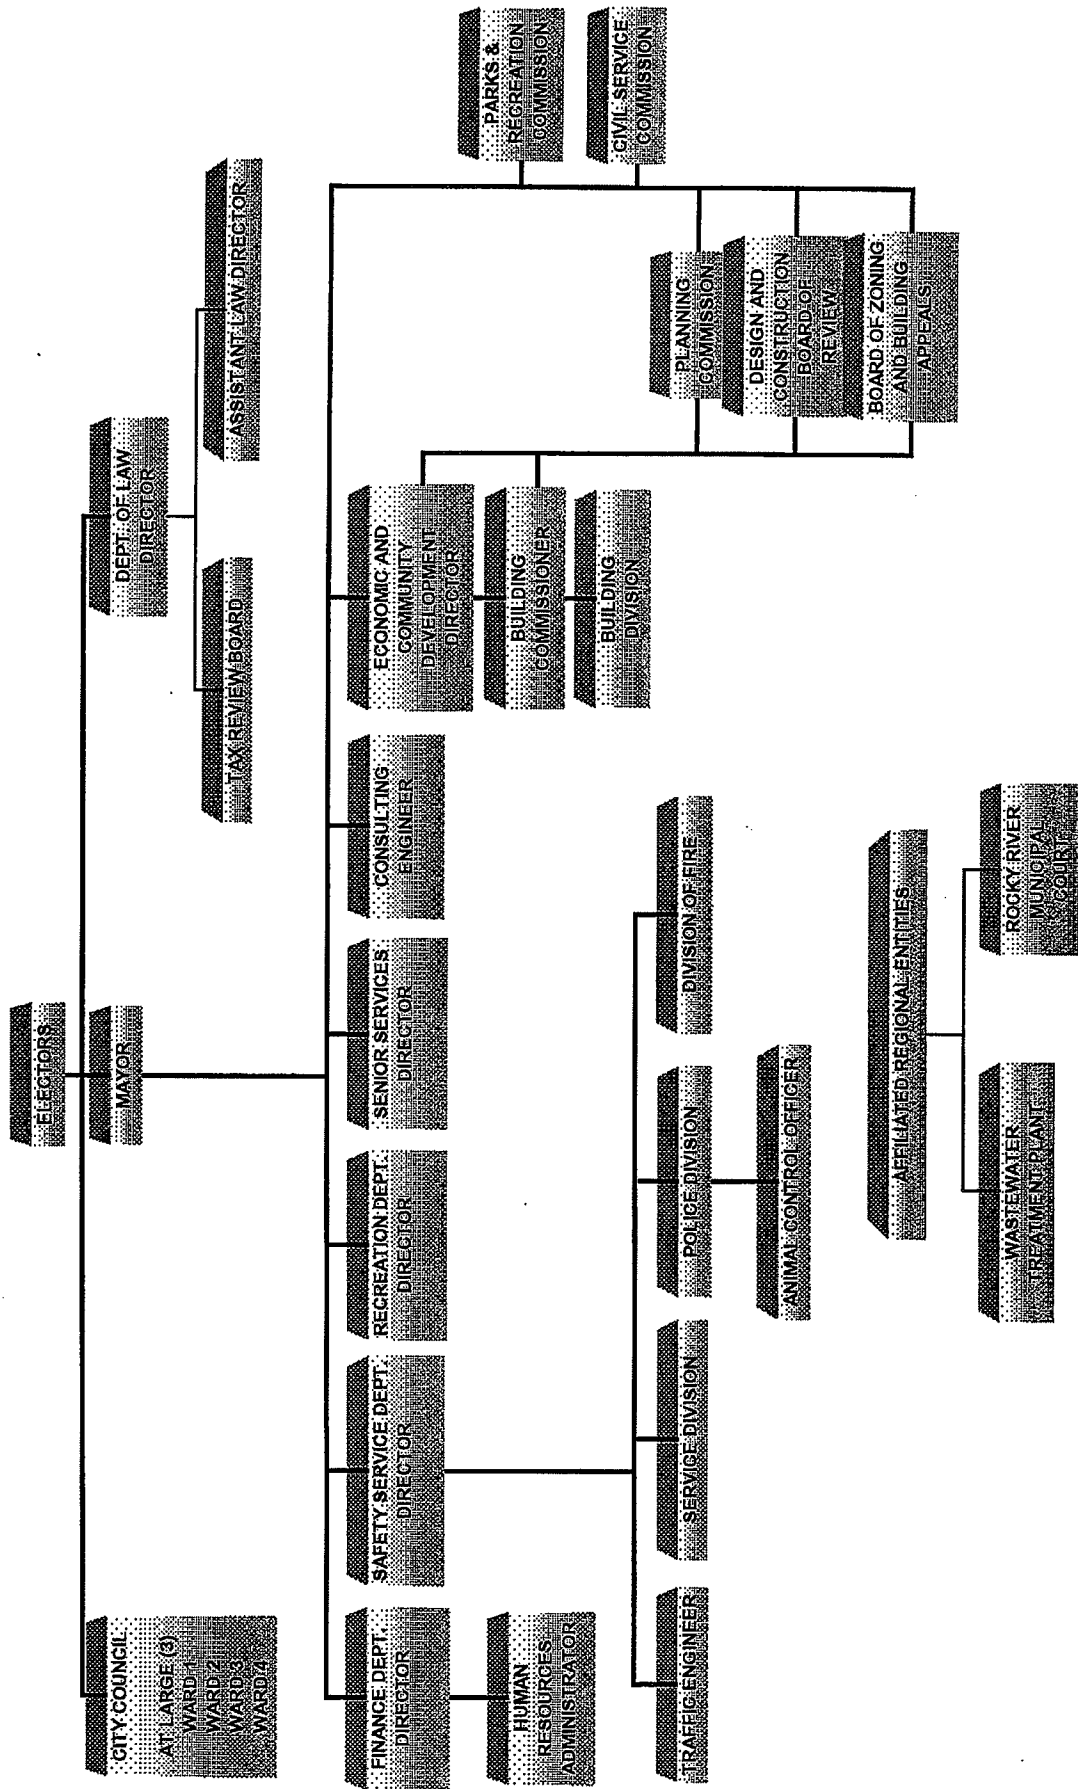 ELECTORS
CITY COUNCIL
AT LARGE (3)
WARD 1
WARD 2
WARD 3
WARD 4
MAYOR
DEPT. OF LAW
DIRECTOR
TAX REVIEW BOARD
ASSISTANT LAW DIRECTOR
FINANCE DEPT.
DIRECTOR
HUMAN
RESOURCES
ADMINISTRATOR
SAFETY SERVICE DEPT.
DIRECTOR
RECREATION DEPT.
DIRECTOR
SENIOR SERVICES
DIRECTOR
CONSULTING
ENGINEER
ECONOMIC AND
COMMUNITY
DEVELOPMENT
DIRECTOR
BUILDING
COMMISSIONER
BUILDING
DIVISION
PARKS &
RECREATION
COMMISSION
CIVIL SERVICE
COMMISSION
PLANNING
COMMISSION
DESIGN AND
CONSTRUCTION
BOARD OF
REVIEW
BOARD OF ZONING
AND BUILDING
APPEALS
TRAFFIC ENGINEER
SERVICE DIVISION
POLICE DIVISION
DIVISION OF FIRE
ANIMAL CONTROL OFFICER
AFFILIATED REGIONAL ENTITIES
WASTEWATER
TREATMENT PLANT
ROCKY RIVER
MUNICIPAL
COURT